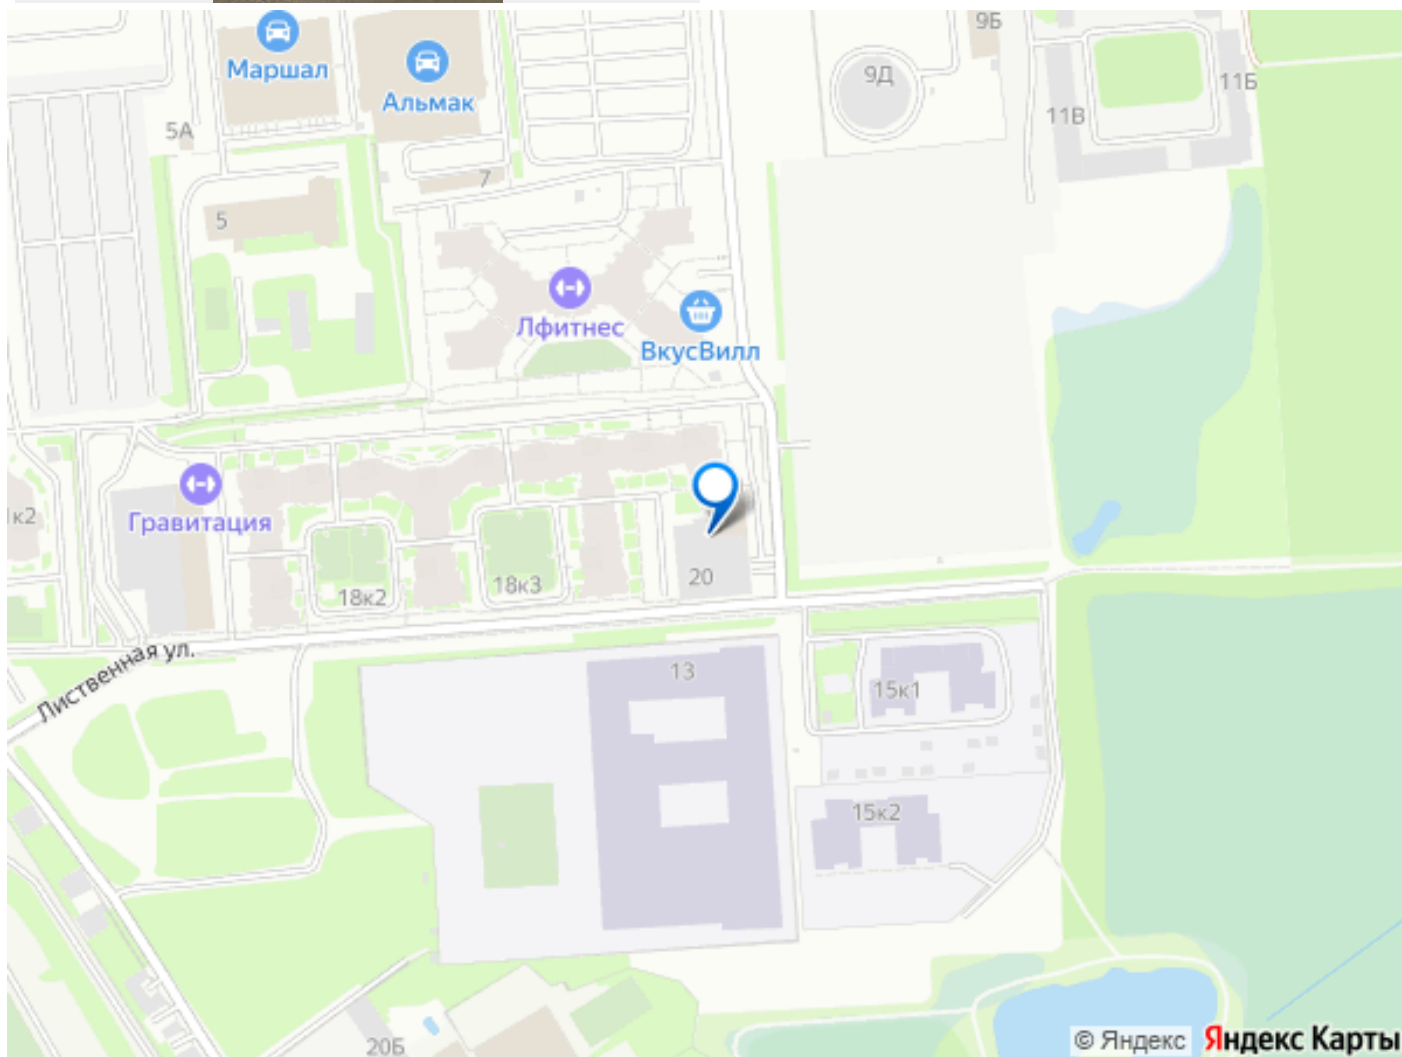 9Б
Маршал
Альмак
9Д
11Б
11В
5А
7
5
Лфитнес
ВкусВилл
1к2
Гравитация
18к2
18к3
20
Лиственная ул.
13
15к1
15к2
20Б
© Яндекс Яндекс Карты